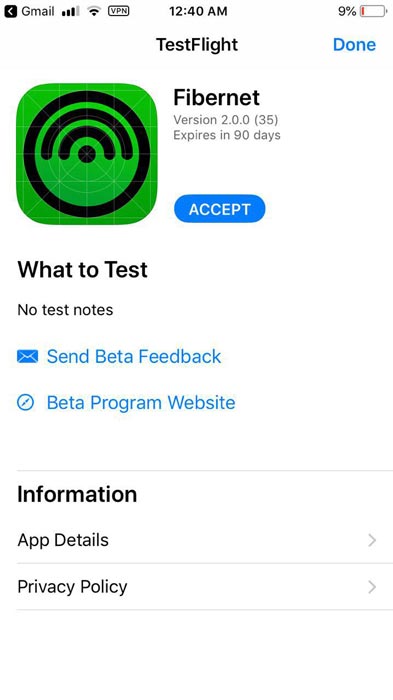 Gmail VPN 12:40 AM 9%
TestFlight Done
Fibernet
Version 2.0.0 (35)
Expires in 90 days
ACCEPT
What to Test
No test notes
Send Beta Feedback
Beta Program Website
Information
App Details
Privacy Policy